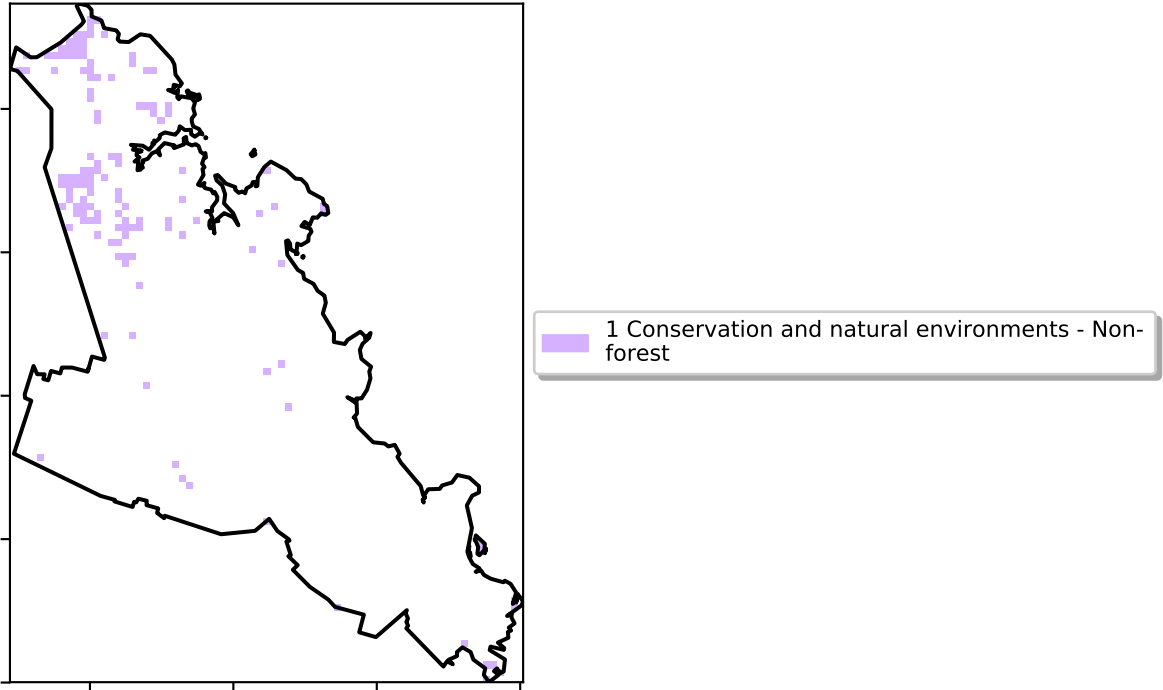 1 Conservation and natural environments - Non-
forest